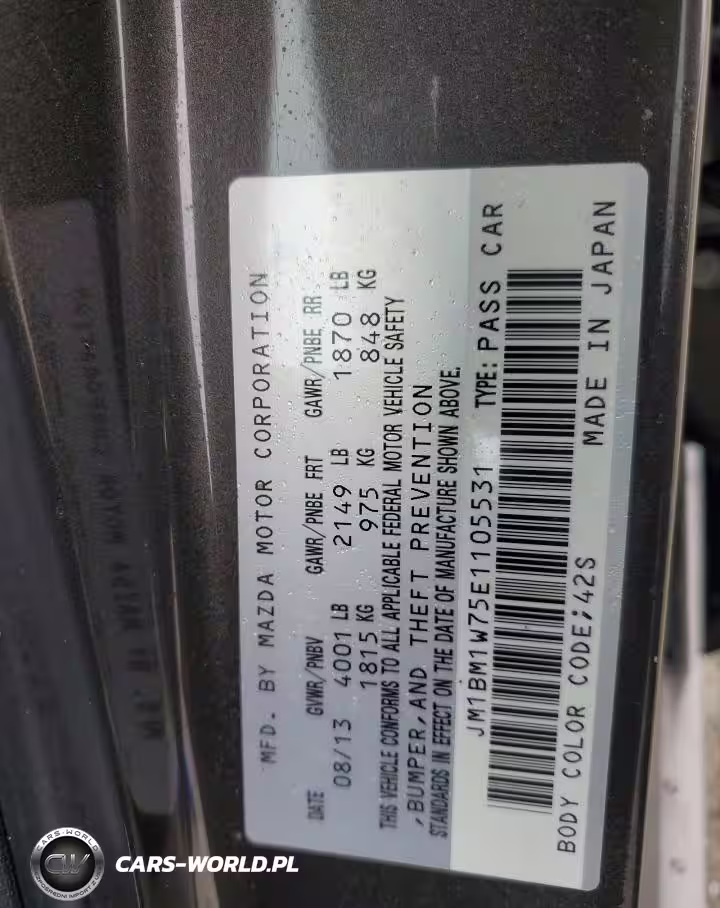 MFD. BY MAZDA MOTOR CORPORATION
DATE GVWR/PNBV GAWR/PNBE FRT GAWR/PNBE RR
08/13 4001 LB 2149 LB 1870 LB
1815 KG 975 KG 848 KG
THIS VEHICLE CONFORMS TO ALL APPLICABLE FEDERAL MOTOR VEHICLE SAFETY
,BUMPER,AND THEFT PREVENTION
STANDARDS IN EFFECT ON THE DATE OF MANUFACTURE SHOWN ABOVE.
JM1BM1W75E1105531 TYPE: PASS CAR
BODY COLOR CODE;42S MADE IN JAPAN
CARS-WORLD
CW
CARS-WORLD.PL